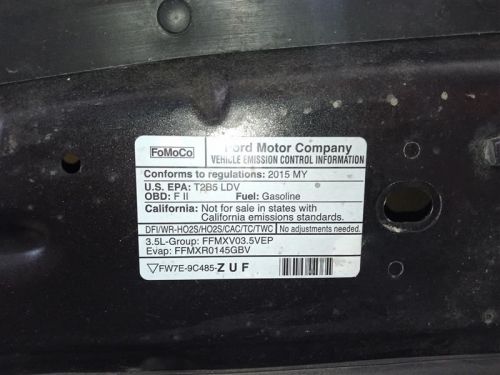 FoMoCo
Ford Motor Company
VEHICLE EMISSION CONTROL INFORMATION
Conforms to regulations: 2015 MY
U.S. EPA: T2B5 LDV
OBD: F II Fuel: Gasoline
California: Not for sale in states with
California emissions standards.
DFI/WR-HO2S/HO2S/CAC/TC/TWC No adjustments needed.
3.5L-Group: FFMXV03.5VEP
Evap: FFMXR0145GBV
FW7E-9C485-ZUF